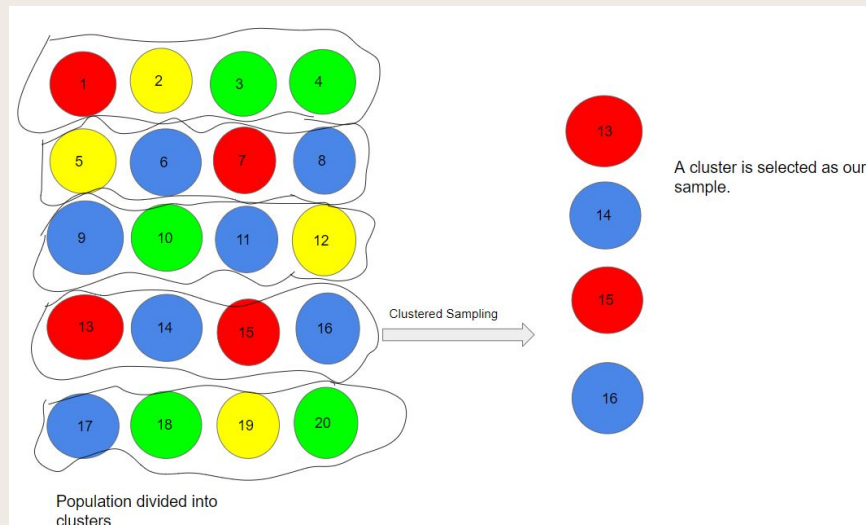 1 2 3 4
5 6 7 8
9 10 11 12
13 14 15 16
17 18 19 20
Population divided into
clusters
Clustered Sampling
13
14
15
16
A cluster is selected as our
sample.